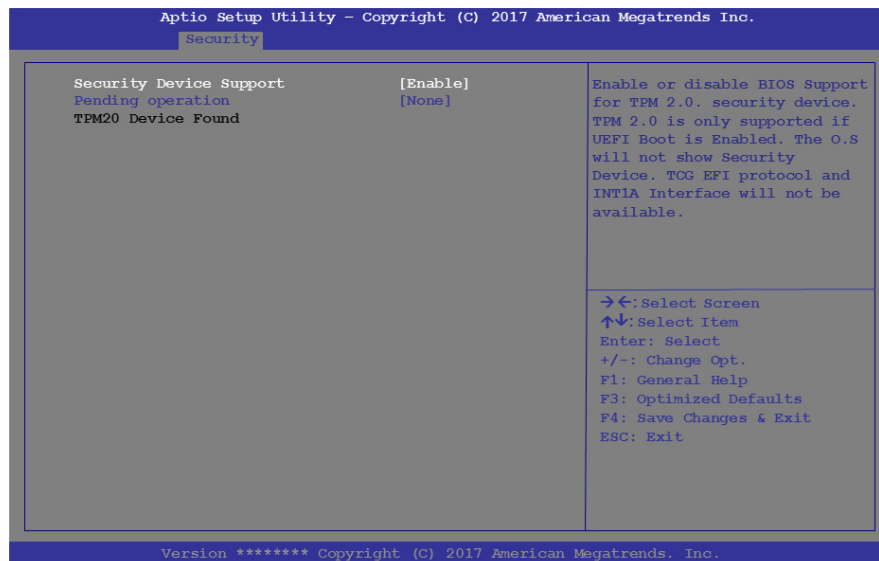 Aptio Setup Utility – Copyright (C) 2017 American Megatrends Inc.
Security
Security Device Support [Enable]
Pending operation [None]
TPM20 Device Found
Enable or disable BIOS Support
for TPM 2.0. security device.
TPM 2.0 is only supported if
UEFI Boot is Enabled. The O.S
will not show Security
Device. TCG EFI protocol and
INT1A Interface will not be
available.
→←:Select Screen
↑↓:Select Item
Enter: Select
+/-: Change Opt.
F1: General Help
F3: Optimized Defaults
F4: Save Changes & Exit
ESC: Exit
Version ******** Copyright (C) 2017 American Megatrends. Inc.